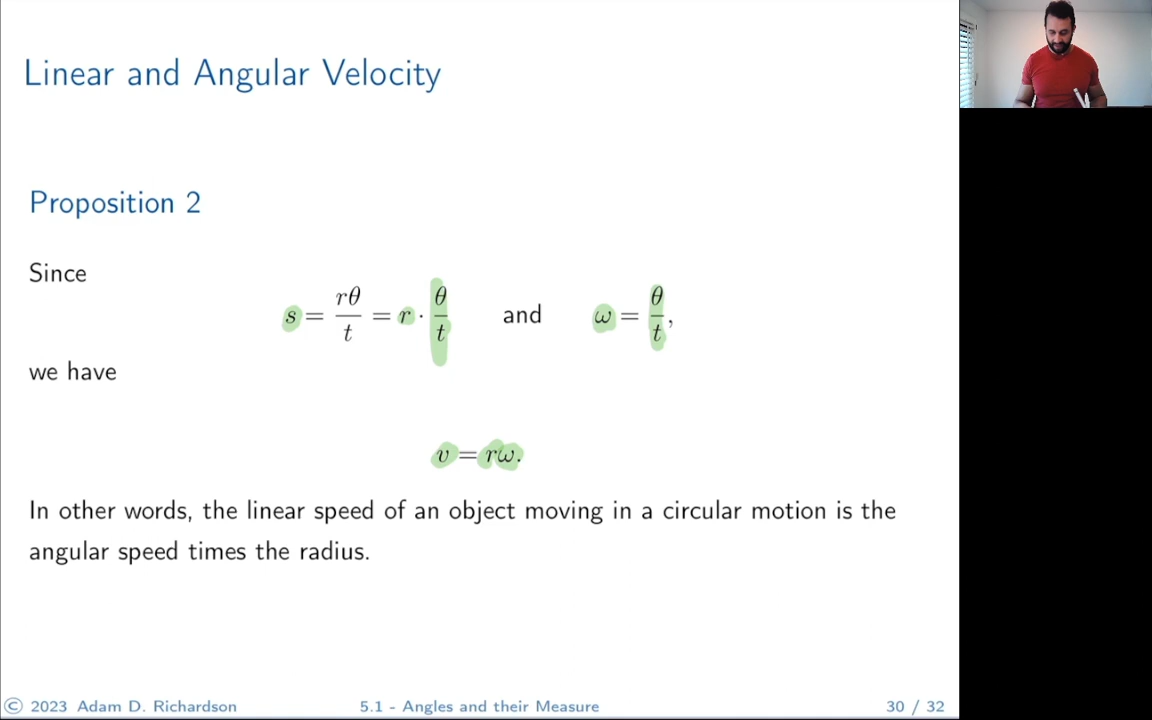 Linear and Angular Velocity
Proposition 2
Since
s = rθ/t = r · θ/t and ω = θ/t,
we have
v = rω.
In other words, the linear speed of an object moving in a circular motion is the
angular speed times the radius.
© 2023 Adam D. Richardson 5.1 - Angles and their Measure 30 / 32